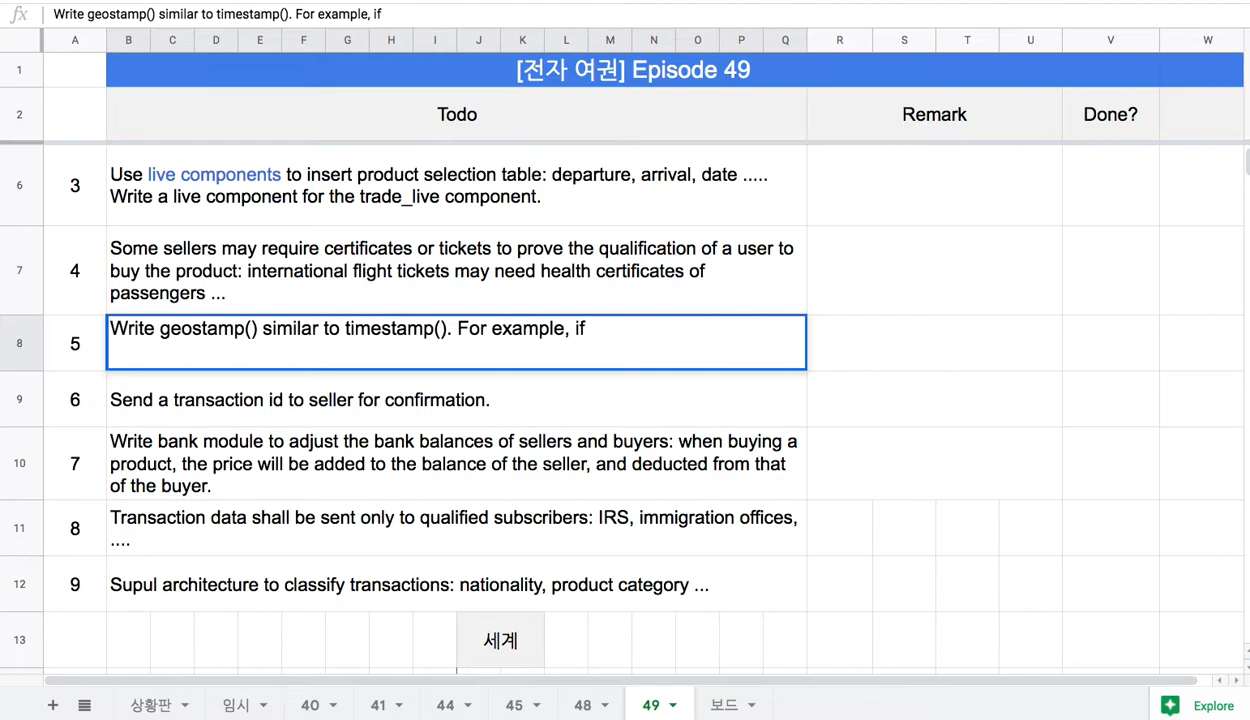 fx Write geostamp() similar to timestamp(). For example, if
A B C D E F G H I J K L M N O P Q R S T U V W
1 [전자 여권] Episode 49
2 Todo Remark Done?
6 3 Use live components to insert product selection table: departure, arrival, date .....
Write a live component for the trade_live component.
7 4 Some sellers may require certificates or tickets to prove the qualification of a user to
buy the product: international flight tickets may need health certificates of
passengers ...
8 5 Write geostamp() similar to timestamp(). For example, if
9 6 Send a transaction id to seller for confirmation.
10 7 Write bank module to adjust the bank balances of sellers and buyers: when buying a
product, the price will be added to the balance of the seller, and deducted from that
of the buyer.
11 8 Transaction data shall be sent only to qualified subscribers: IRS, immigration offices,
....
12 9 Supul architecture to classify transactions: nationality, product category ...
13 세계
+ 상황판 임시 40 41 44 45 48 49 보드 Explore